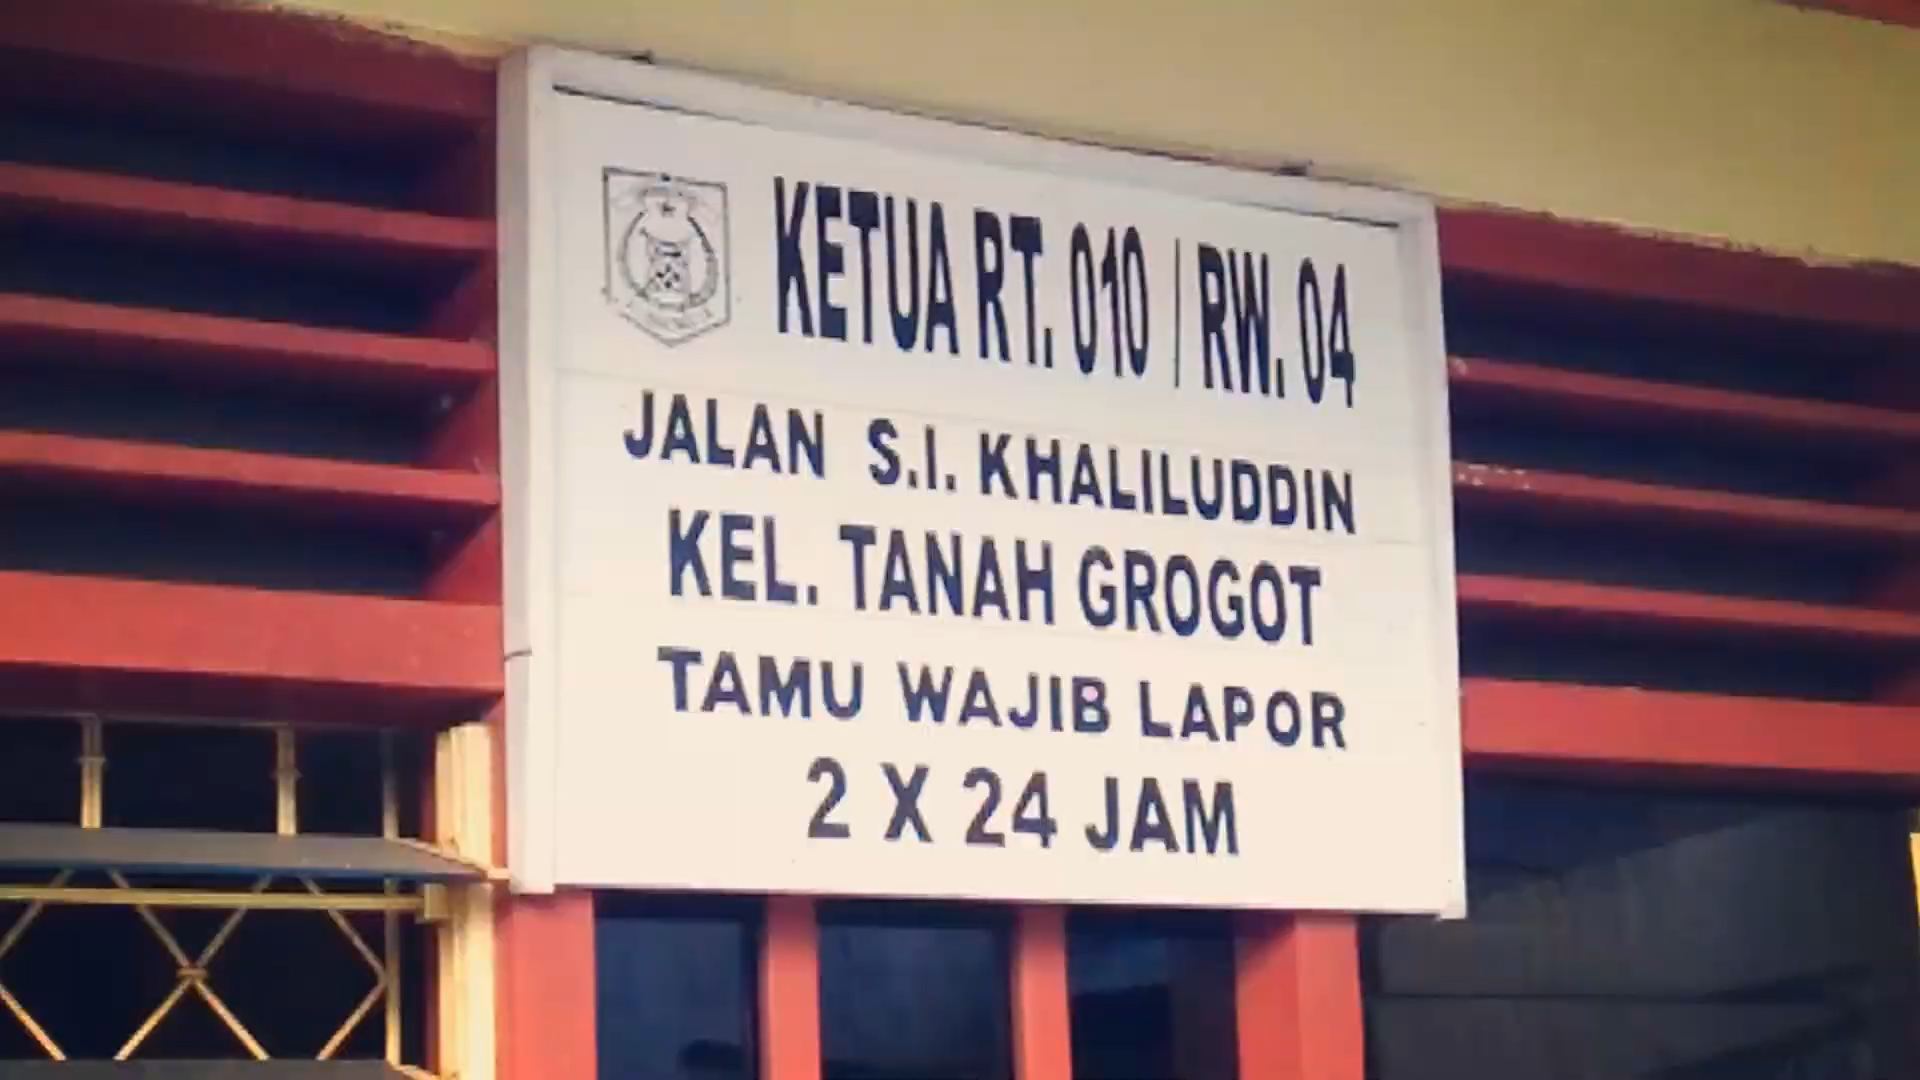 KETUA RT. 010 / RW. 04
JALAN S.I. KHALILUDDIN
KEL. TANAH GROGOT
TAMU WAJIB LAPOR
2 X 24 JAM